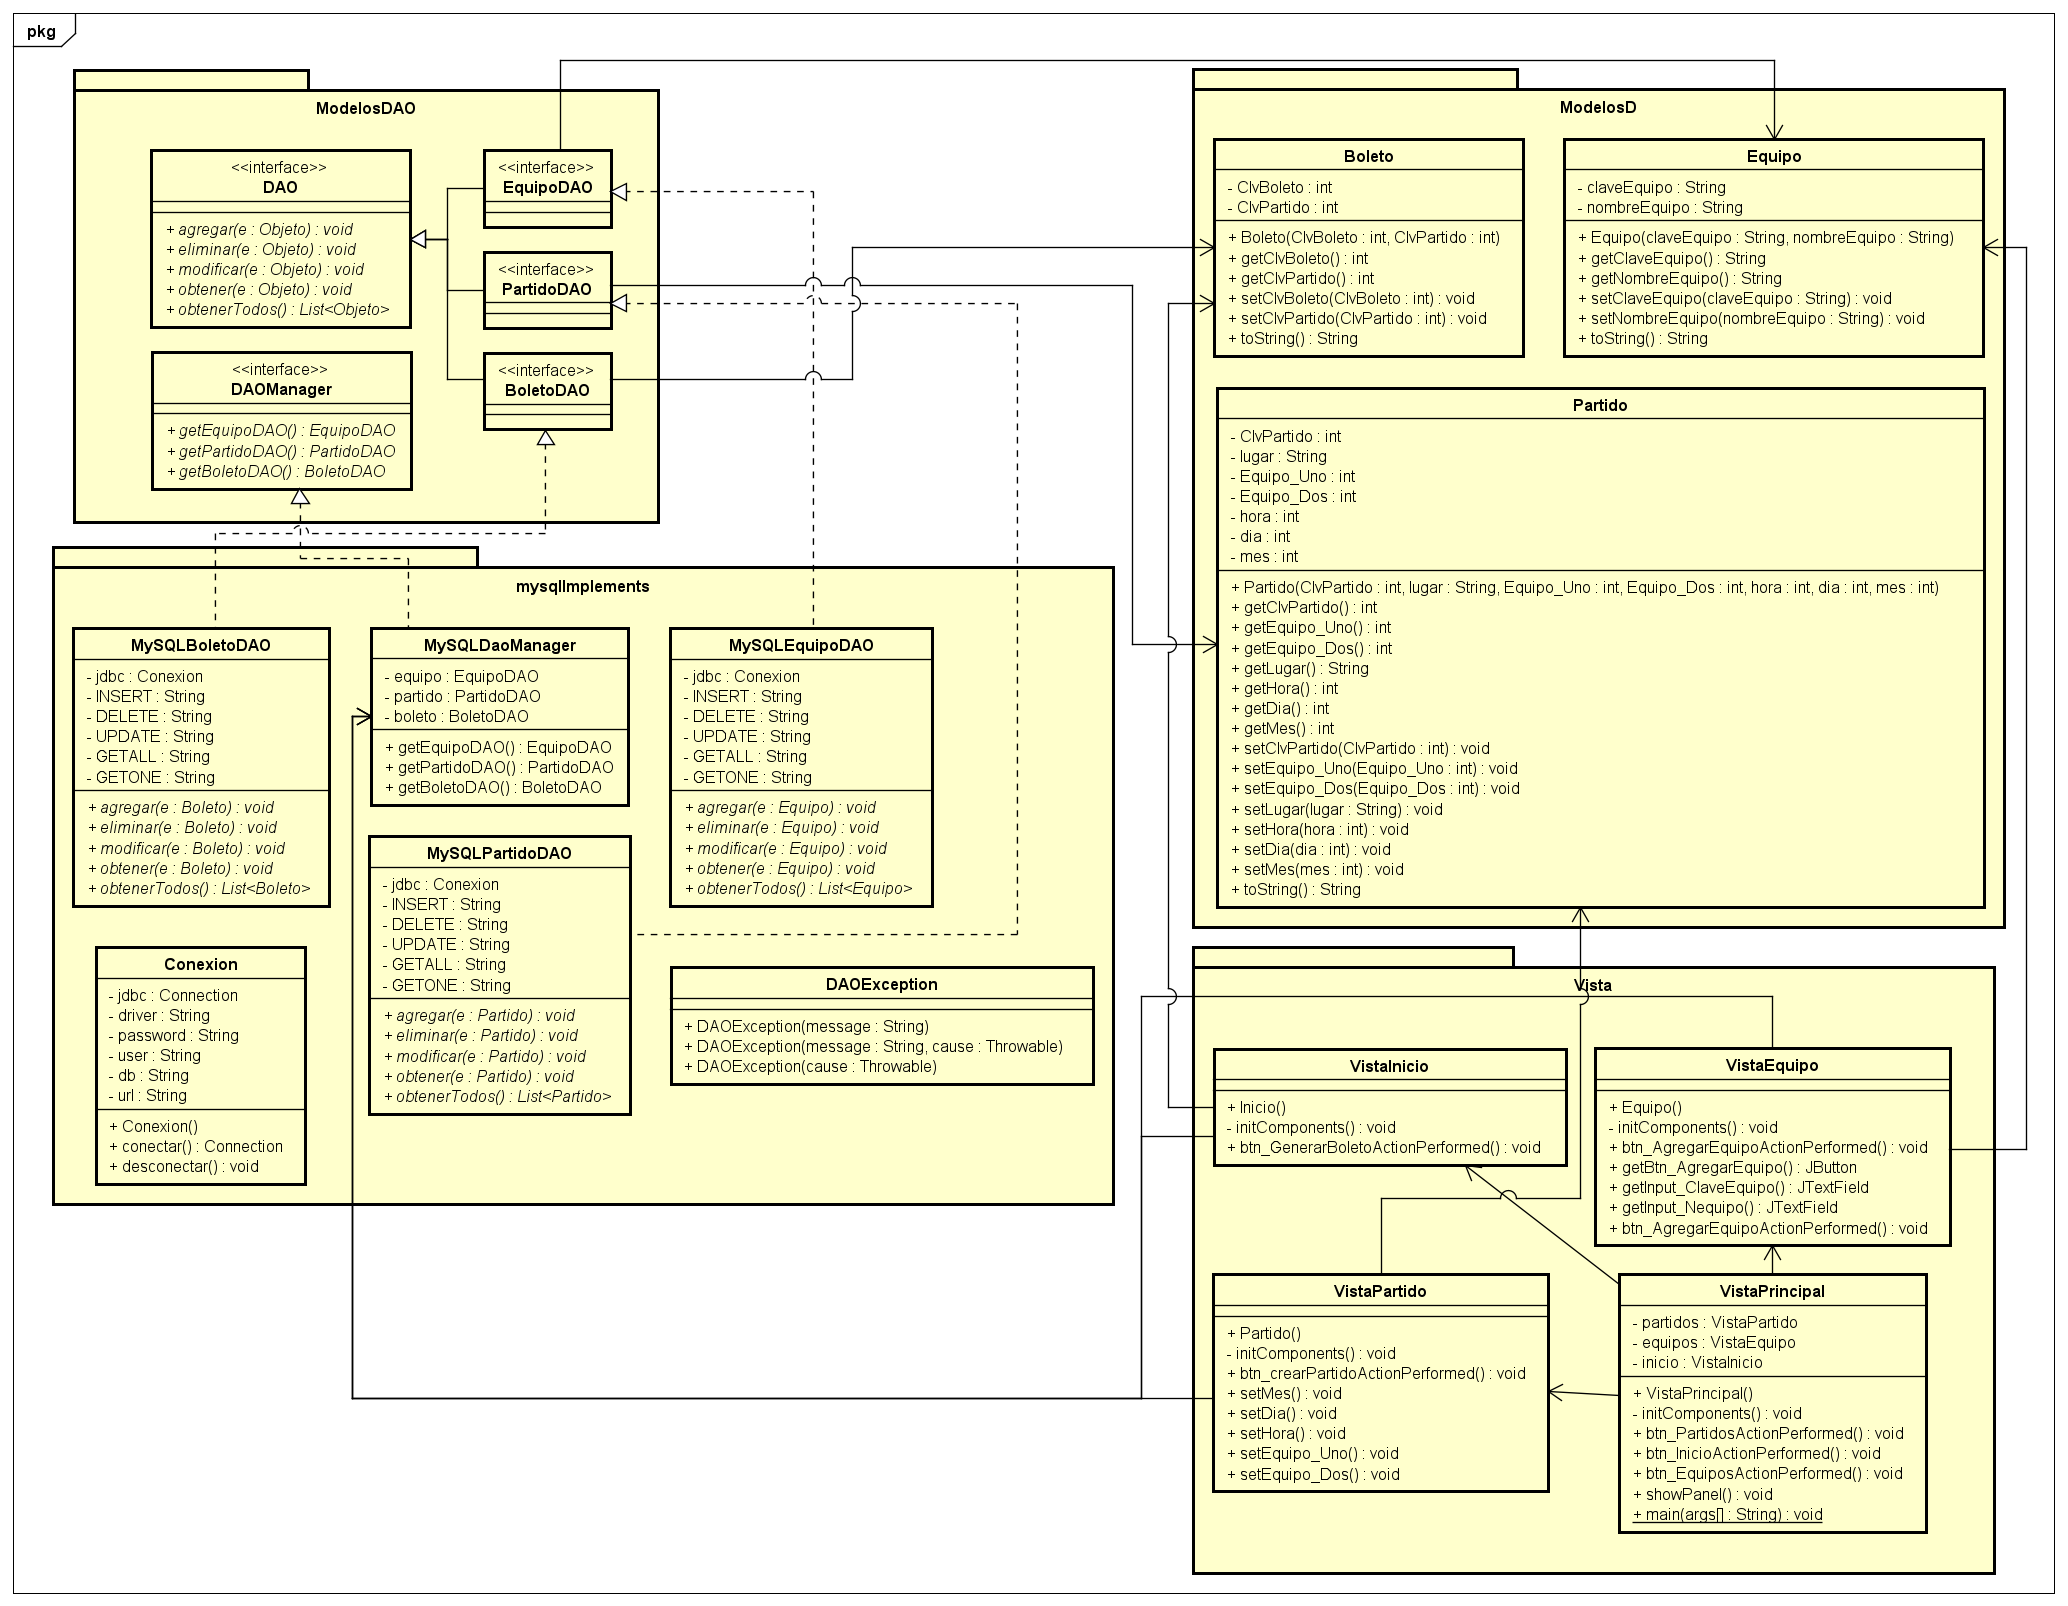 pkg
ModelosDAO
<<interface>>
DAO
+ agregar(e : Objeto) : void
+ eliminar(e : Objeto) : void
+ modificar(e : Objeto) : void
+ obtener(e : Objeto) : void
+ obtenerTodos() : List<Objeto>
<<interface>>
EquipoDAO
<<interface>>
PartidoDAO
<<interface>>
BoletoDAO
<<interface>>
DAOManager
+ getEquipoDAO() : EquipoDAO
+ getPartidoDAO() : PartidoDAO
+ getBoletoDAO() : BoletoDAO
ModelosD
Boleto
- ClvBoleto : int
- ClvPartido : int
+ Boleto(ClvBoleto : int, ClvPartido : int)
+ getClvBoleto() : int
+ getClvPartido() : int
+ setClvBoleto(ClvBoleto : int) : void
+ setClvPartido(ClvPartido : int) : void
+ toString() : String
Equipo
- claveEquipo : String
- nombreEquipo : String
+ Equipo(claveEquipo : String, nombreEquipo : String)
+ getClaveEquipo() : String
+ getNombreEquipo() : String
+ setClaveEquipo(claveEquipo : String) : void
+ setNombreEquipo(nombreEquipo : String) : void
+ toString() : String
Partido
- ClvPartido : int
- lugar : String
- Equipo_Uno : int
- Equipo_Dos : int
- hora : int
- dia : int
- mes : int
+ Partido(ClvPartido : int, lugar : String, Equipo_Uno : int, Equipo_Dos : int, hora : int, dia : int, mes : int)
+ getClvPartido() : int
+ getEquipo_Uno() : int
+ getEquipo_Dos() : int
+ getLugar() : String
+ getHora() : int
+ getDia() : int
+ getMes() : int
+ setClvPartido(ClvPartido : int) : void
+ setEquipo_Uno(Equipo_Uno : int) : void
+ setEquipo_Dos(Equipo_Dos : int) : void
+ setLugar(lugar : String) : void
+ setHora(hora : int) : void
+ setDia(dia : int) : void
+ setMes(mes : int) : void
+ toString() : String
mysqlImplements
MySQLBoletoDAO
- jdbc : Conexion
- INSERT : String
- DELETE : String
- UPDATE : String
- GETALL : String
- GETONE : String
+ agregar(e : Boleto) : void
+ eliminar(e : Boleto) : void
+ modificar(e : Boleto) : void
+ obtener(e : Boleto) : void
+ obtenerTodos() : List<Boleto>
MySQLDaoManager
- equipo : EquipoDAO
- partido : PartidoDAO
- boleto : BoletoDAO
+ getEquipoDAO() : EquipoDAO
+ getPartidoDAO() : PartidoDAO
+ getBoletoDAO() : BoletoDAO
MySQLEquipoDAO
- jdbc : Conexion
- INSERT : String
- DELETE : String
- UPDATE : String
- GETALL : String
- GETONE : String
+ agregar(e : Equipo) : void
+ eliminar(e : Equipo) : void
+ modificar(e : Equipo) : void
+ obtener(e : Equipo) : void
+ obtenerTodos() : List<Equipo>
MySQLPartidoDAO
- jdbc : Conexion
- INSERT : String
- DELETE : String
- UPDATE : String
- GETALL : String
- GETONE : String
+ agregar(e : Partido) : void
+ eliminar(e : Partido) : void
+ modificar(e : Partido) : void
+ obtener(e : Partido) : void
+ obtenerTodos() : List<Partido>
Conexion
- jdbc : Connection
- driver : String
- password : String
- user : String
- db : String
- url : String
+ Conexion()
+ conectar() : Connection
+ desconectar() : void
DAOException
+ DAOException(message : String)
+ DAOException(message : String, cause : Throwable)
+ DAOException(cause : Throwable)
Vista
VistaInicio
+ Inicio()
- initComponents() : void
+ btn_GenerarBoletoActionPerformed() : void
VistaEquipo
+ Equipo()
- initComponents() : void
+ btn_AgregarEquipoActionPerformed() : void
+ getBtn_AgregarEquipo() : JButton
+ getInput_ClaveEquipo() : JTextField
+ getInput_Nequipo() : JTextField
+ btn_AgregarEquipoActionPerformed() : void
VistaPartido
+ Partido()
- initComponents() : void
+ btn_crearPartidoActionPerformed() : void
+ setMes() : void
+ setDia() : void
+ setHora() : void
+ setEquipo_Uno() : void
+ setEquipo_Dos() : void
VistaPrincipal
- partidos : VistaPartido
- equipos : VistaEquipo
- inicio : VistaInicio
+ VistaPrincipal()
- initComponents() : void
+ btn_PartidosActionPerformed() : void
+ btn_InicioActionPerformed() : void
+ btn_EquiposActionPerformed() : void
+ showPanel() : void
+ main(args[] : String) : void